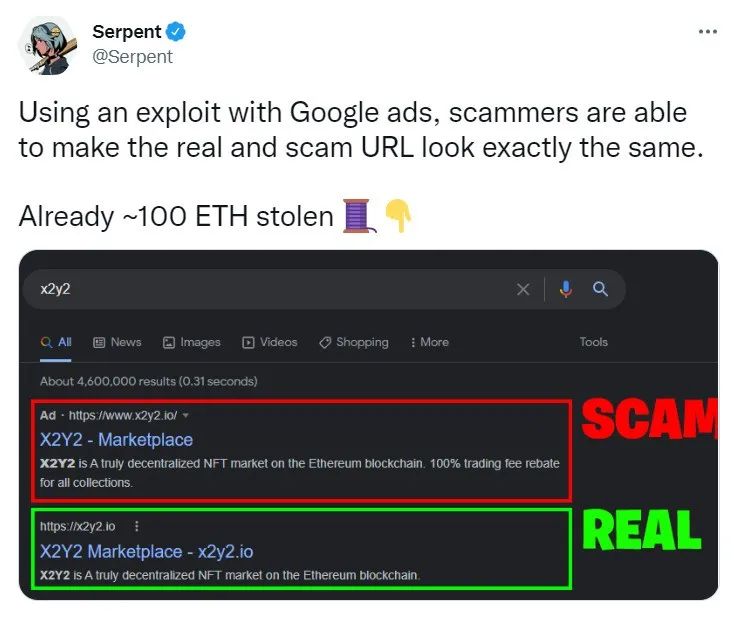 Serpent
@Serpent
Using an exploit with Google ads, scammers are able
to make the real and scam URL look exactly the same.
Already ~100 ETH stolen 🧵👇
x2y2
All News Images Videos Shopping More Tools
About 4,600,000 results (0.31 seconds)
Ad · https://www.x2y2.io/
X2Y2 - Marketplace
X2Y2 is A truly decentralized NFT market on the Ethereum blockchain. 100% trading fee rebate
for all collections.
SCAM
https://x2y2.io
X2Y2 Marketplace - x2y2.io
X2Y2 is A truly decentralized NFT market on the Ethereum blockchain.
REAL